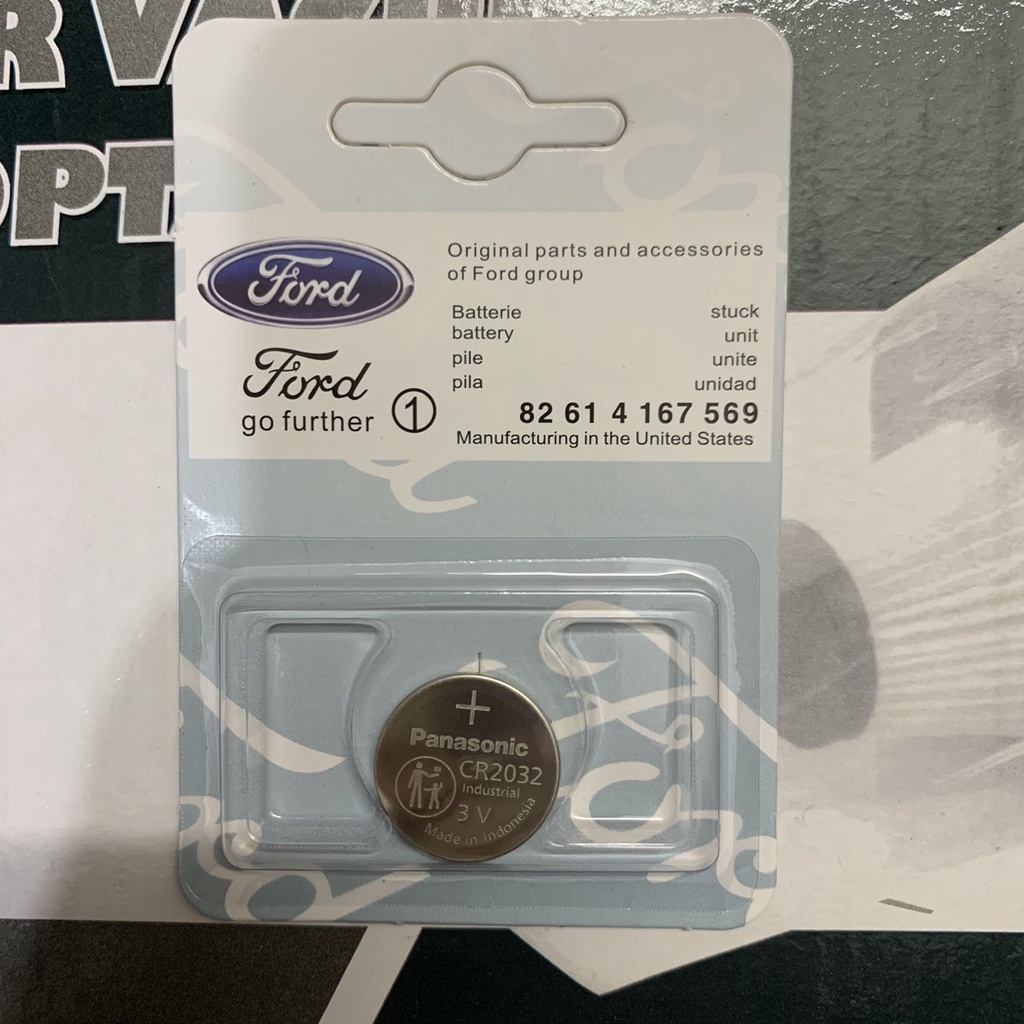 Ford
Original parts and accessories
of Ford group
Batterie stuck
battery unit
pile unite
pila unidad
Ford
go further 1
82 61 4 167 569
Manufacturing in the United States
+
Panasonic
CR2032
Industrial
3 V
Made in Indonesia